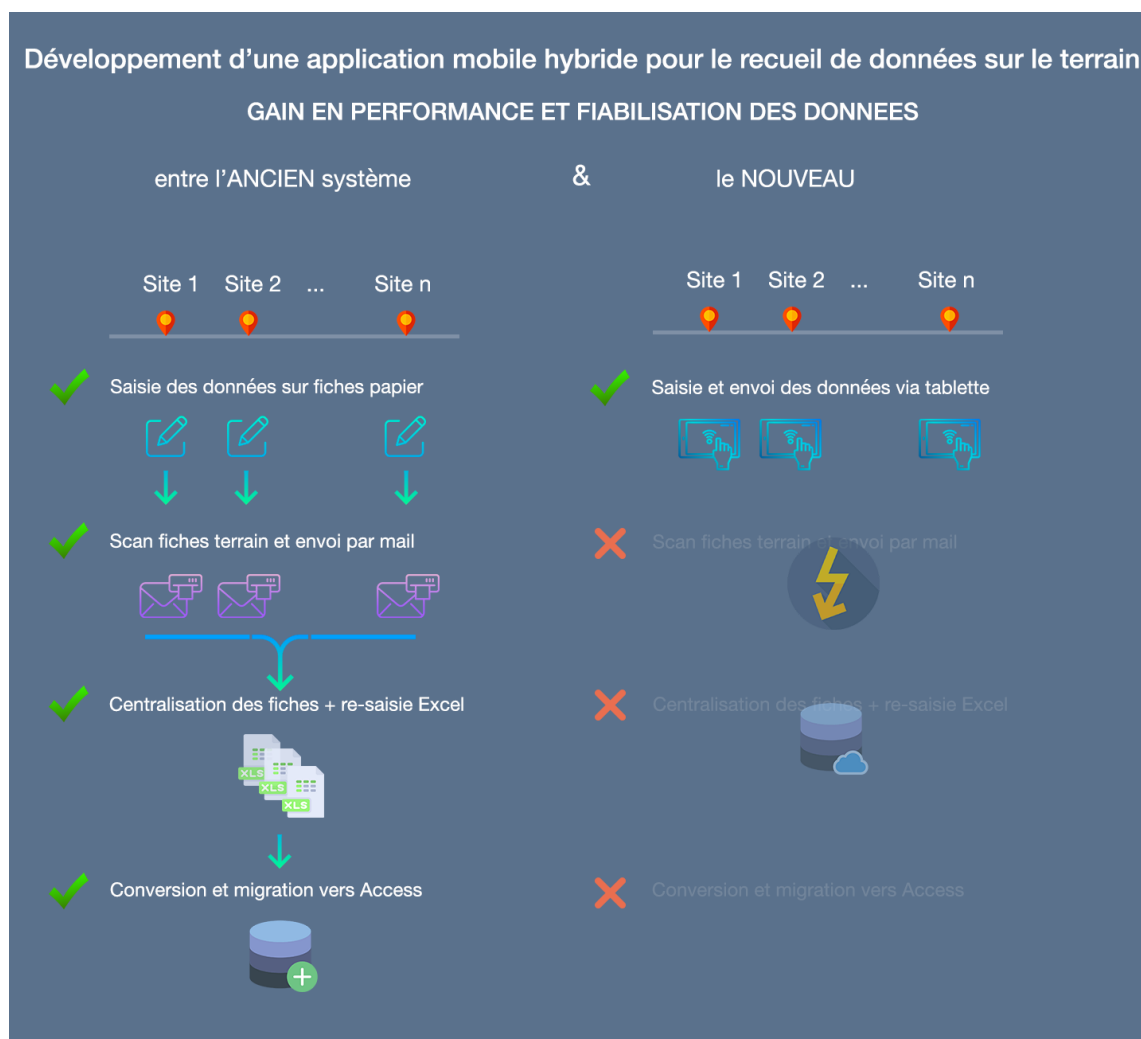 Développement d'une application mobile hybride pour le recueil de données sur le terrain
GAIN EN PERFORMANCE ET FIABILISATION DES DONNEES
entre l'ANCIEN système & le NOUVEAU
Site 1 Site 2 ... Site n
Saisie des données sur fiches papier
Scan fiches terrain et envoi par mail
Centralisation des fiches + re-saisie Excel
XLS
XLS
XLS
Conversion et migration vers Access
Site 1 Site 2 ... Site n
Saisie et envoi des données via tablette
Scan fiches terrain et envoi par mail
Centralisation des fiches + re-saisie Excel
Conversion et migration vers Access